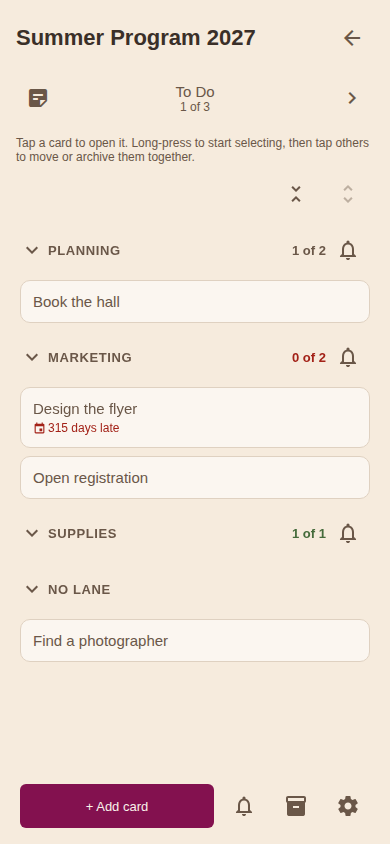 Summer Program 2027
To Do
1 of 3
Tap a card to open it. Long-press to start selecting, then tap others
to move or archive them together.
PLANNING 1 of 2
Book the hall
MARKETING 0 of 2
Design the flyer
315 days late
Open registration
SUPPLIES 1 of 1
NO LANE
Find a photographer
+ Add card